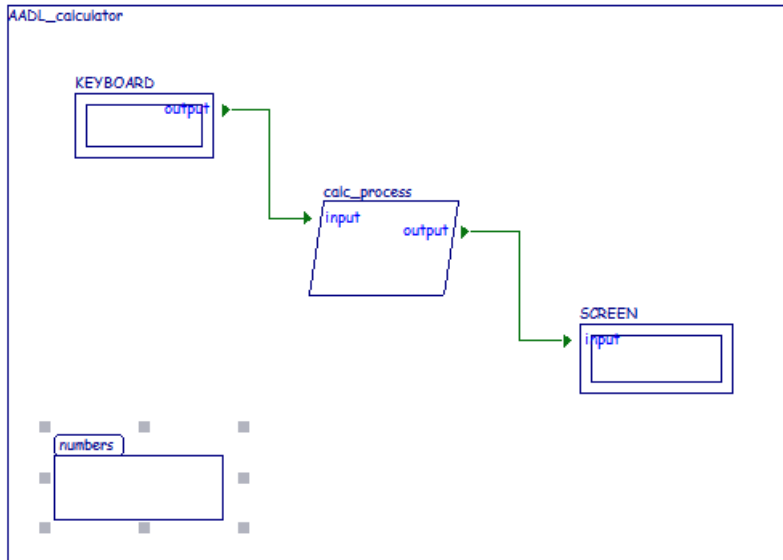 AADL_calculator
KEYBOARD
output
calc_process
input
output
SCREEN
input
numbers